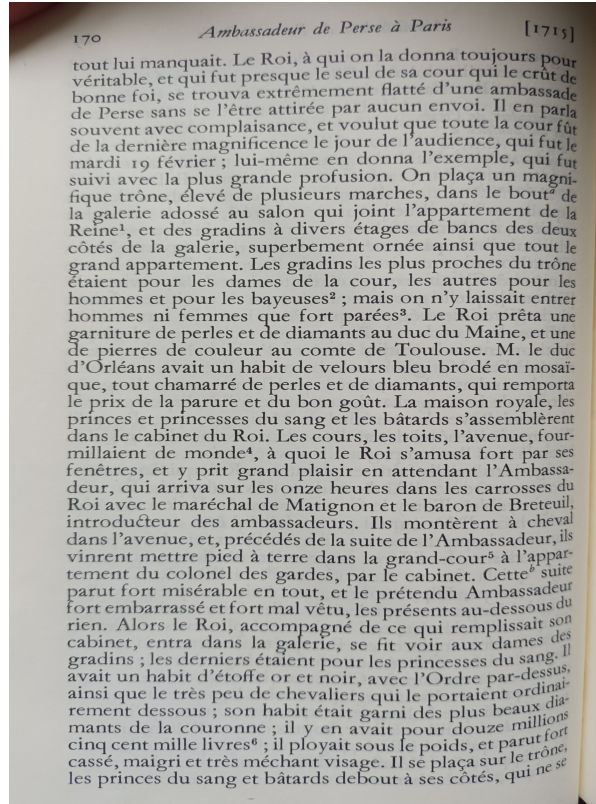 170 Ambassadeur de Perse à Paris [1715]
tout lui manquait. Le Roi, à qui on la donna toujours pour
véritable, et qui fut presque le seul de sa cour qui le crût de
bonne foi, se trouva extrêmement flatté d'une ambassade
de Perse sans se l'être attirée par aucun envoi. Il en parla
souvent avec complaisance, et voulut que toute la cour fût
de la dernière magnificence le jour de l'audience, qui fut le
mardi 19 février ; lui-même en donna l'exemple, qui fut
suivi avec la plus grande profusion. On plaça un magni-
fique trône, élevé de plusieurs marches, dans le boutᵃ de
la galerie adossé au salon qui joint l'appartement de la
Reine¹, et des gradins à divers étages de bancs des deux
côtés de la galerie, superbement ornée ainsi que tout le
grand appartement. Les gradins les plus proches du trône
étaient pour les dames de la cour, les autres pour les
hommes et pour les bayeuses² ; mais on n'y laissait entrer
hommes ni femmes que fort parées³. Le Roi prêta une
garniture de perles et de diamants au duc du Maine, et une
de pierres de couleur au comte de Toulouse. M. le duc
d'Orléans avait un habit de velours bleu brodé en mosaï-
que, tout chamarré de perles et de diamants, qui remporta
le prix de la parure et du bon goût. La maison royale, les
princes et princesses du sang et les bâtards s'assemblèrent
dans le cabinet du Roi. Les cours, les toits, l'avenue, four-
millaient de monde⁴, à quoi le Roi s'amusa fort par ses
fenêtres, et y prit grand plaisir en attendant l'Ambassa-
deur, qui arriva sur les onze heures dans les carrosses du
Roi avec le maréchal de Matignon et le baron de Breteuil,
introducteur des ambassadeurs. Ils montèrent à cheval
dans l'avenue, et, précédés de la suite de l'Ambassadeur, ils
vinrent mettre pied à terre dans la grand-cour⁵ à l'appar-
tement du colonel des gardes, par le cabinet. Cetteᵇ suite
parut fort misérable en tout, et le prétendu Ambassadeur
fort embarrassé et fort mal vêtu, les présents au-dessous du
rien. Alors le Roi, accompagné de ce qui remplissait son
cabinet, entra dans la galerie, se fit voir aux dames des
gradins ; les derniers étaient pour les princesses du sang. Il
avait un habit d'étoffe or et noir, avec l'Ordre par-dessus,
ainsi que le très peu de chevaliers qui le portaient ordinai-
rement dessous ; son habit était garni des plus beaux dia-
mants de la couronne ; il y en avait pour douze millions
cinq cent mille livres⁶ ; il ployait sous le poids, et parut fort
cassé, maigri et très méchant visage. Il se plaça sur le trône,
les princes du sang et bâtards debout à ses côtés, qui ne se